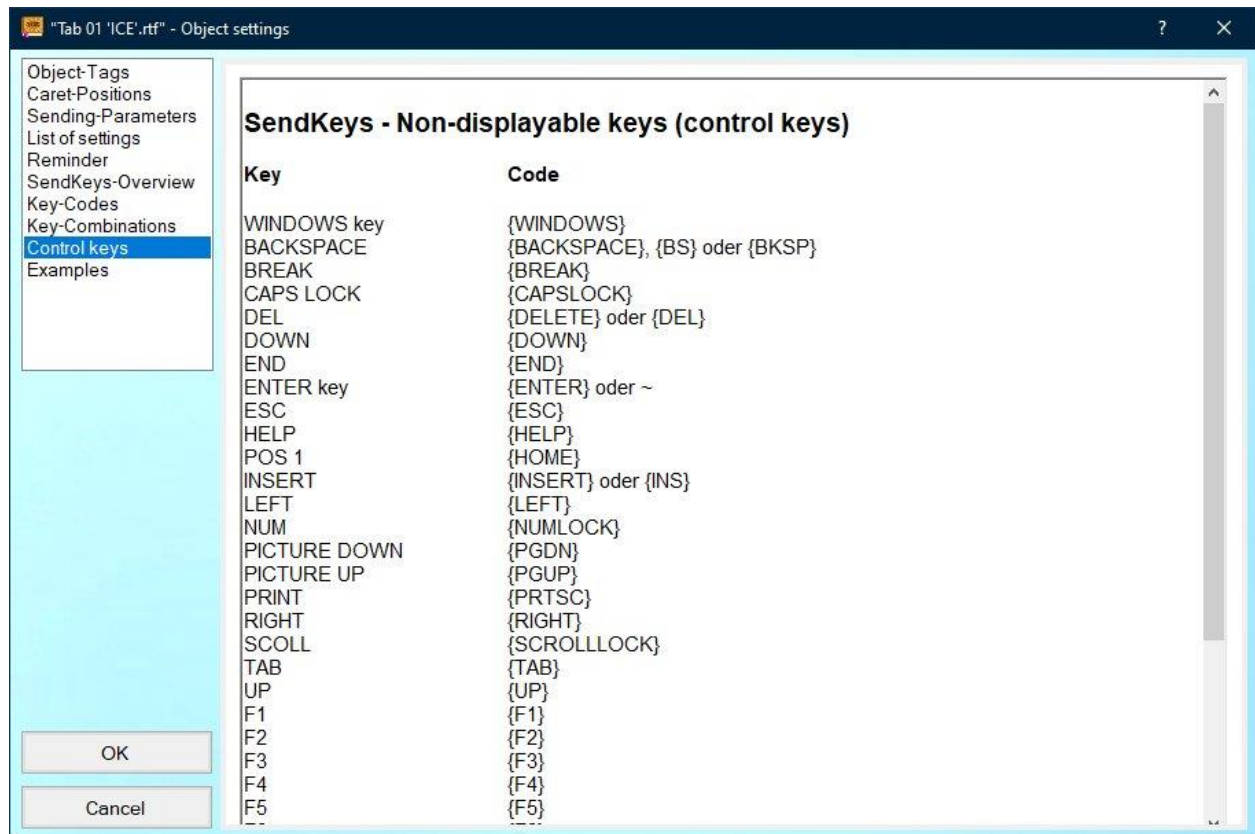 "Tab 01 'ICE'.rtf" - Object settings
?
Object-Tags
Caret-Positions
Sending-Parameters
List of settings
Reminder
SendKeys-Overview
Key-Codes
Key-Combinations
Control keys
Examples
OK
Cancel
SendKeys - Non-displayable keys (control keys)
Key Code
WINDOWS key {WINDOWS}
BACKSPACE {BACKSPACE}, {BS} oder {BKSP}
BREAK {BREAK}
CAPS LOCK {CAPSLOCK}
DEL {DELETE} oder {DEL}
DOWN {DOWN}
END {END}
ENTER key {ENTER} oder ~
ESC {ESC}
HELP {HELP}
POS 1 {HOME}
INSERT {INSERT} oder {INS}
LEFT {LEFT}
NUM {NUMLOCK}
PICTURE DOWN {PGDN}
PICTURE UP {PGUP}
PRINT {PRTSC}
RIGHT {RIGHT}
SCOLL {SCROLLLOCK}
TAB {TAB}
UP {UP}
F1 {F1}
F2 {F2}
F3 {F3}
F4 {F4}
F5 {F5}